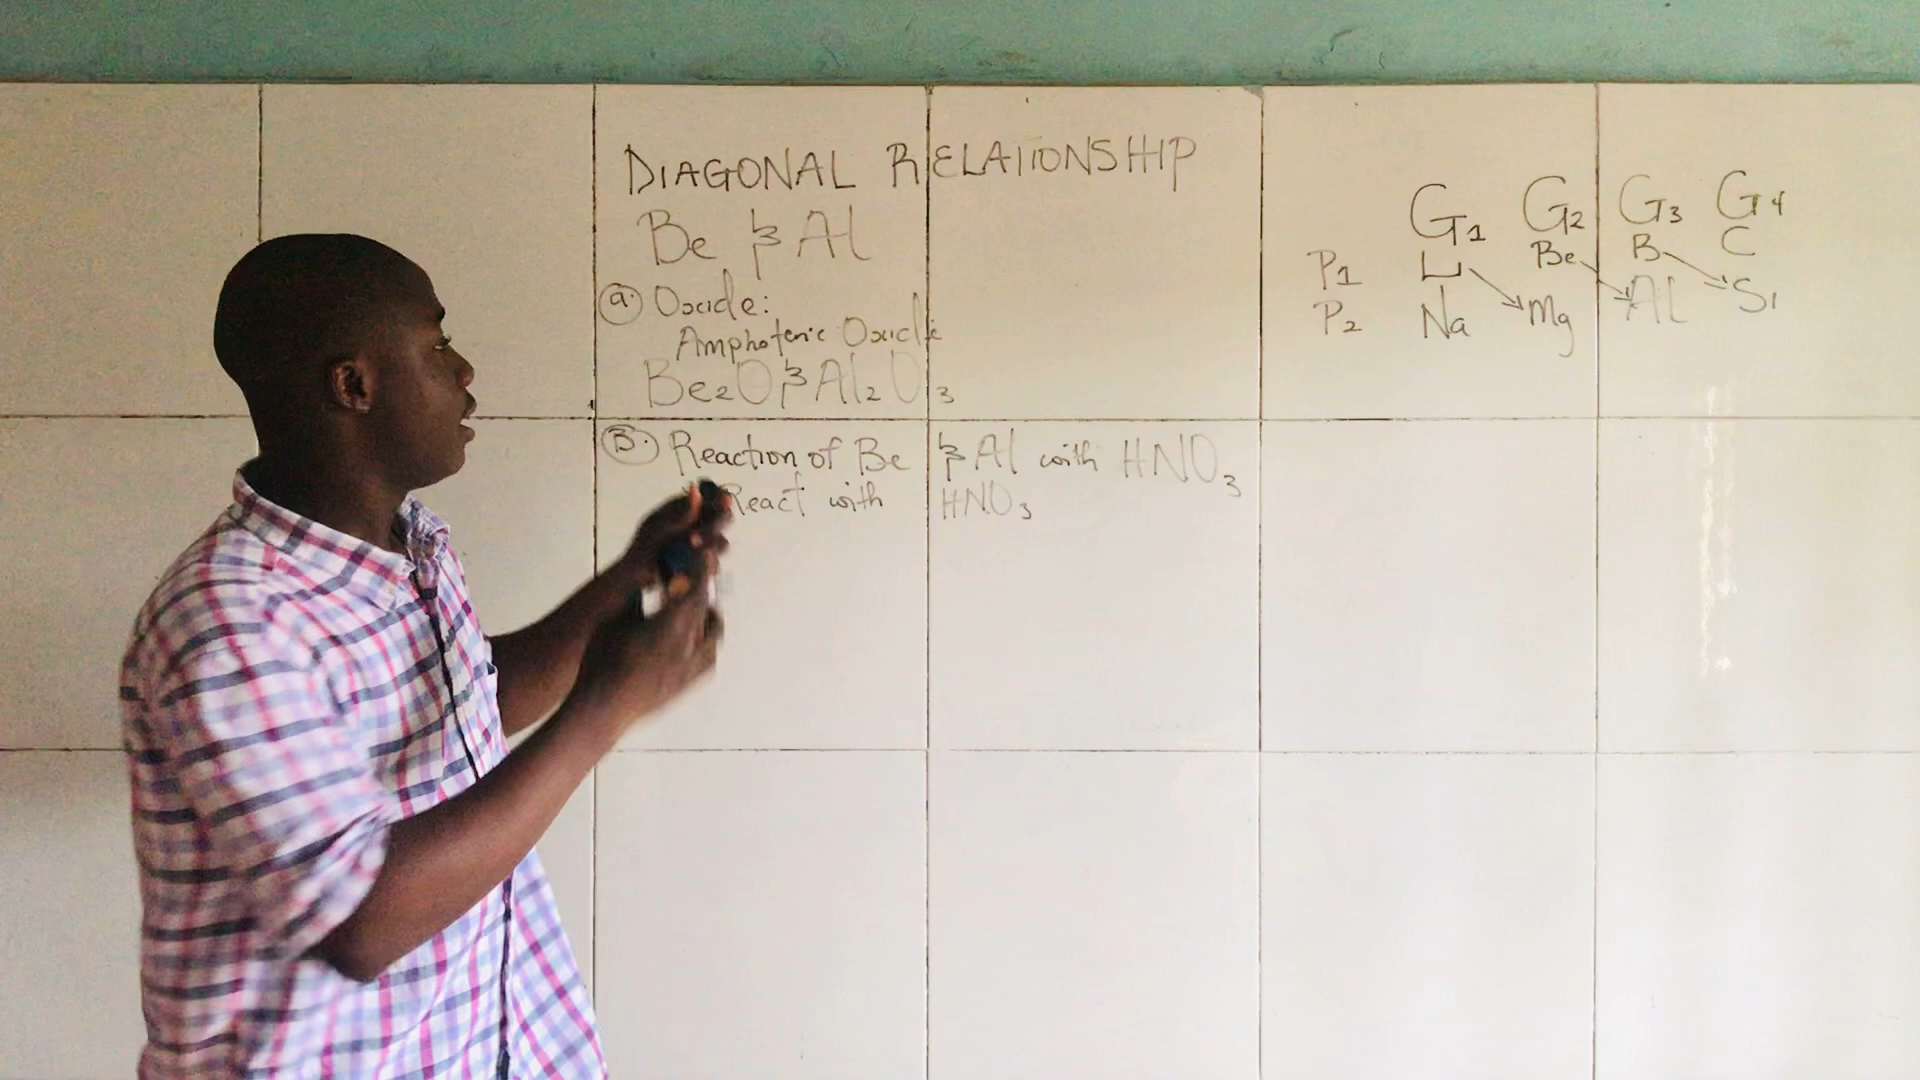 DIAGONAL RELATIONSHIP
Be & Al
a. Oxide:
Amphoteric Oxide
Be₂O & Al₂O₃
B. Reaction of Be & Al with HNO₃
React with HNO₃
G₁ G₂ G₃ G₄
P₁ Li Be B C
P₂ Na Mg Al Si